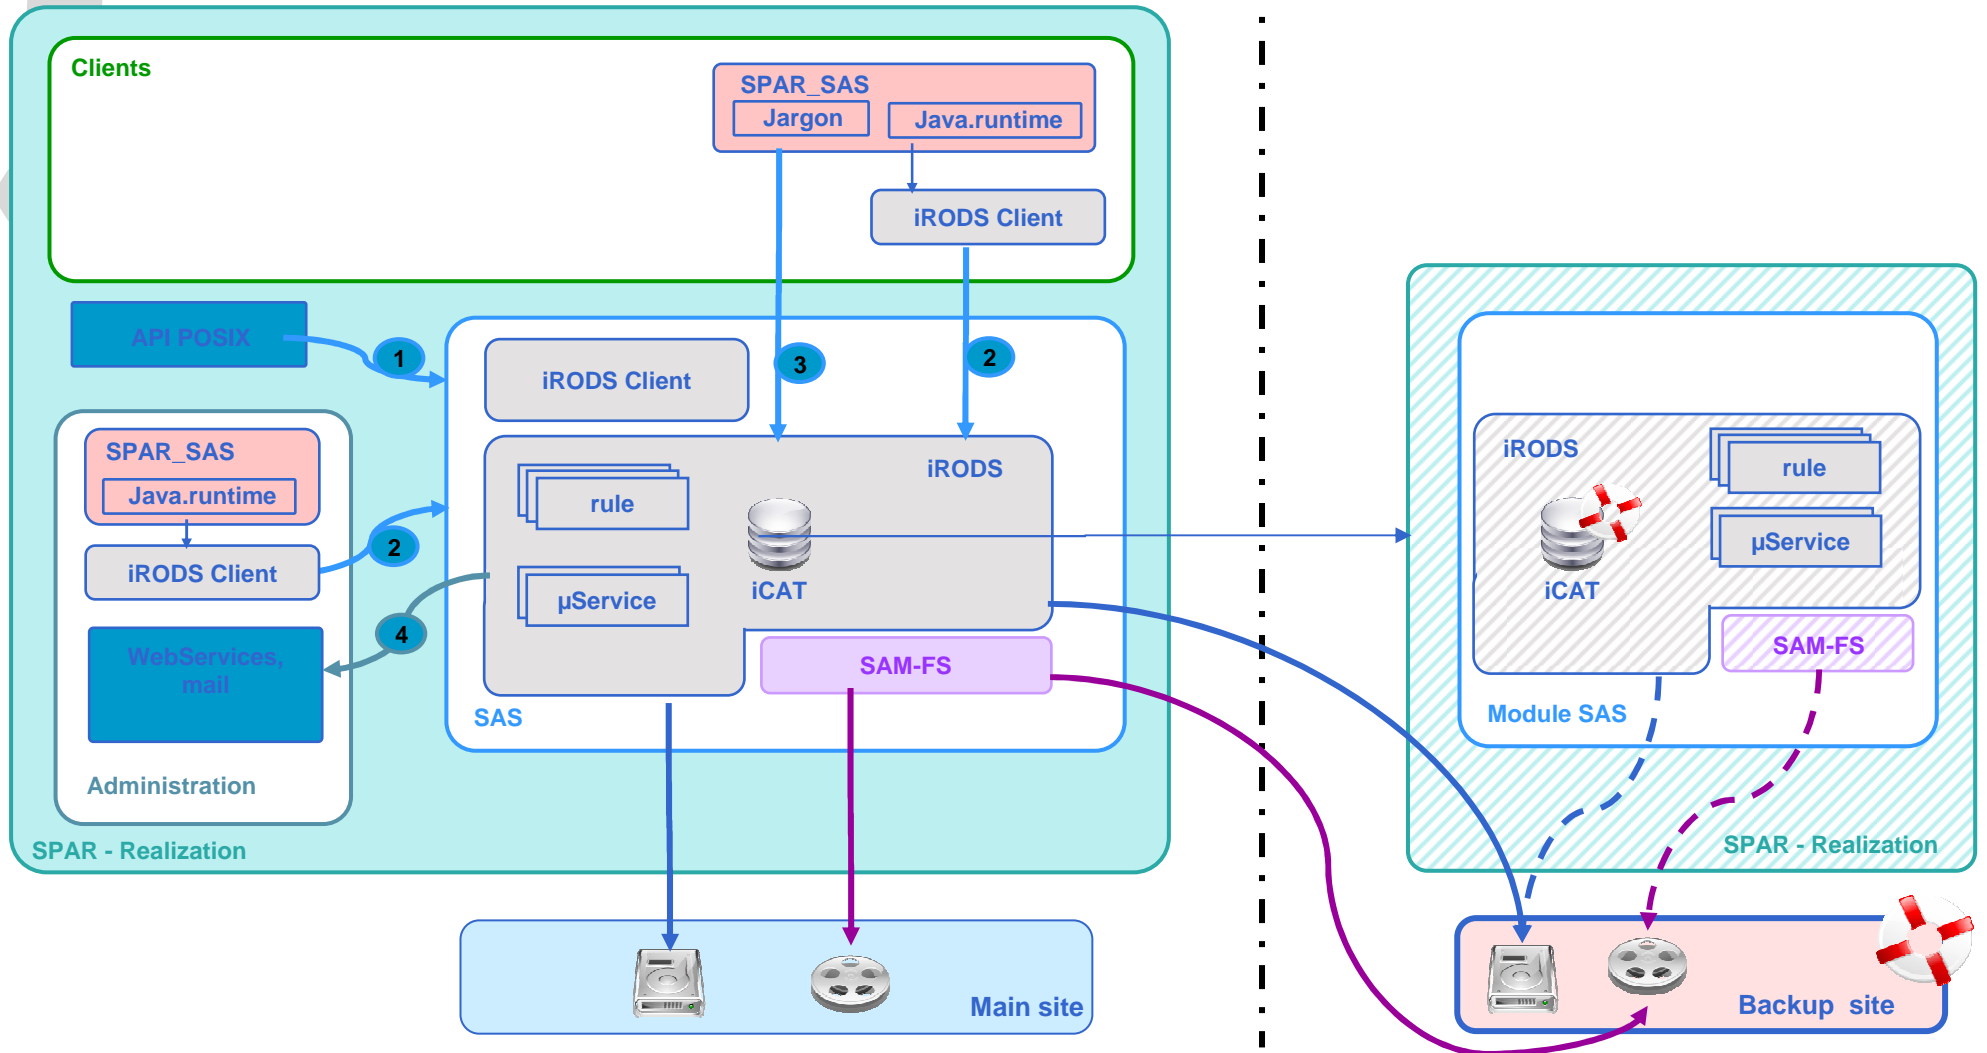 Clients
SPAR_SAS
Jargon
Java.runtime
iRODS Client
API POSIX
1
iRODS Client
3
2
SPAR_SAS
Java.runtime
iRODS Client
2
iRODS
rule
iCAT
µService
4
WebServices,
mail
SAM-FS
SAS
Administration
SPAR - Realization
Main site
iRODS
rule
µService
iCAT
SAM-FS
Module SAS
SPAR - Realization
Backup  site